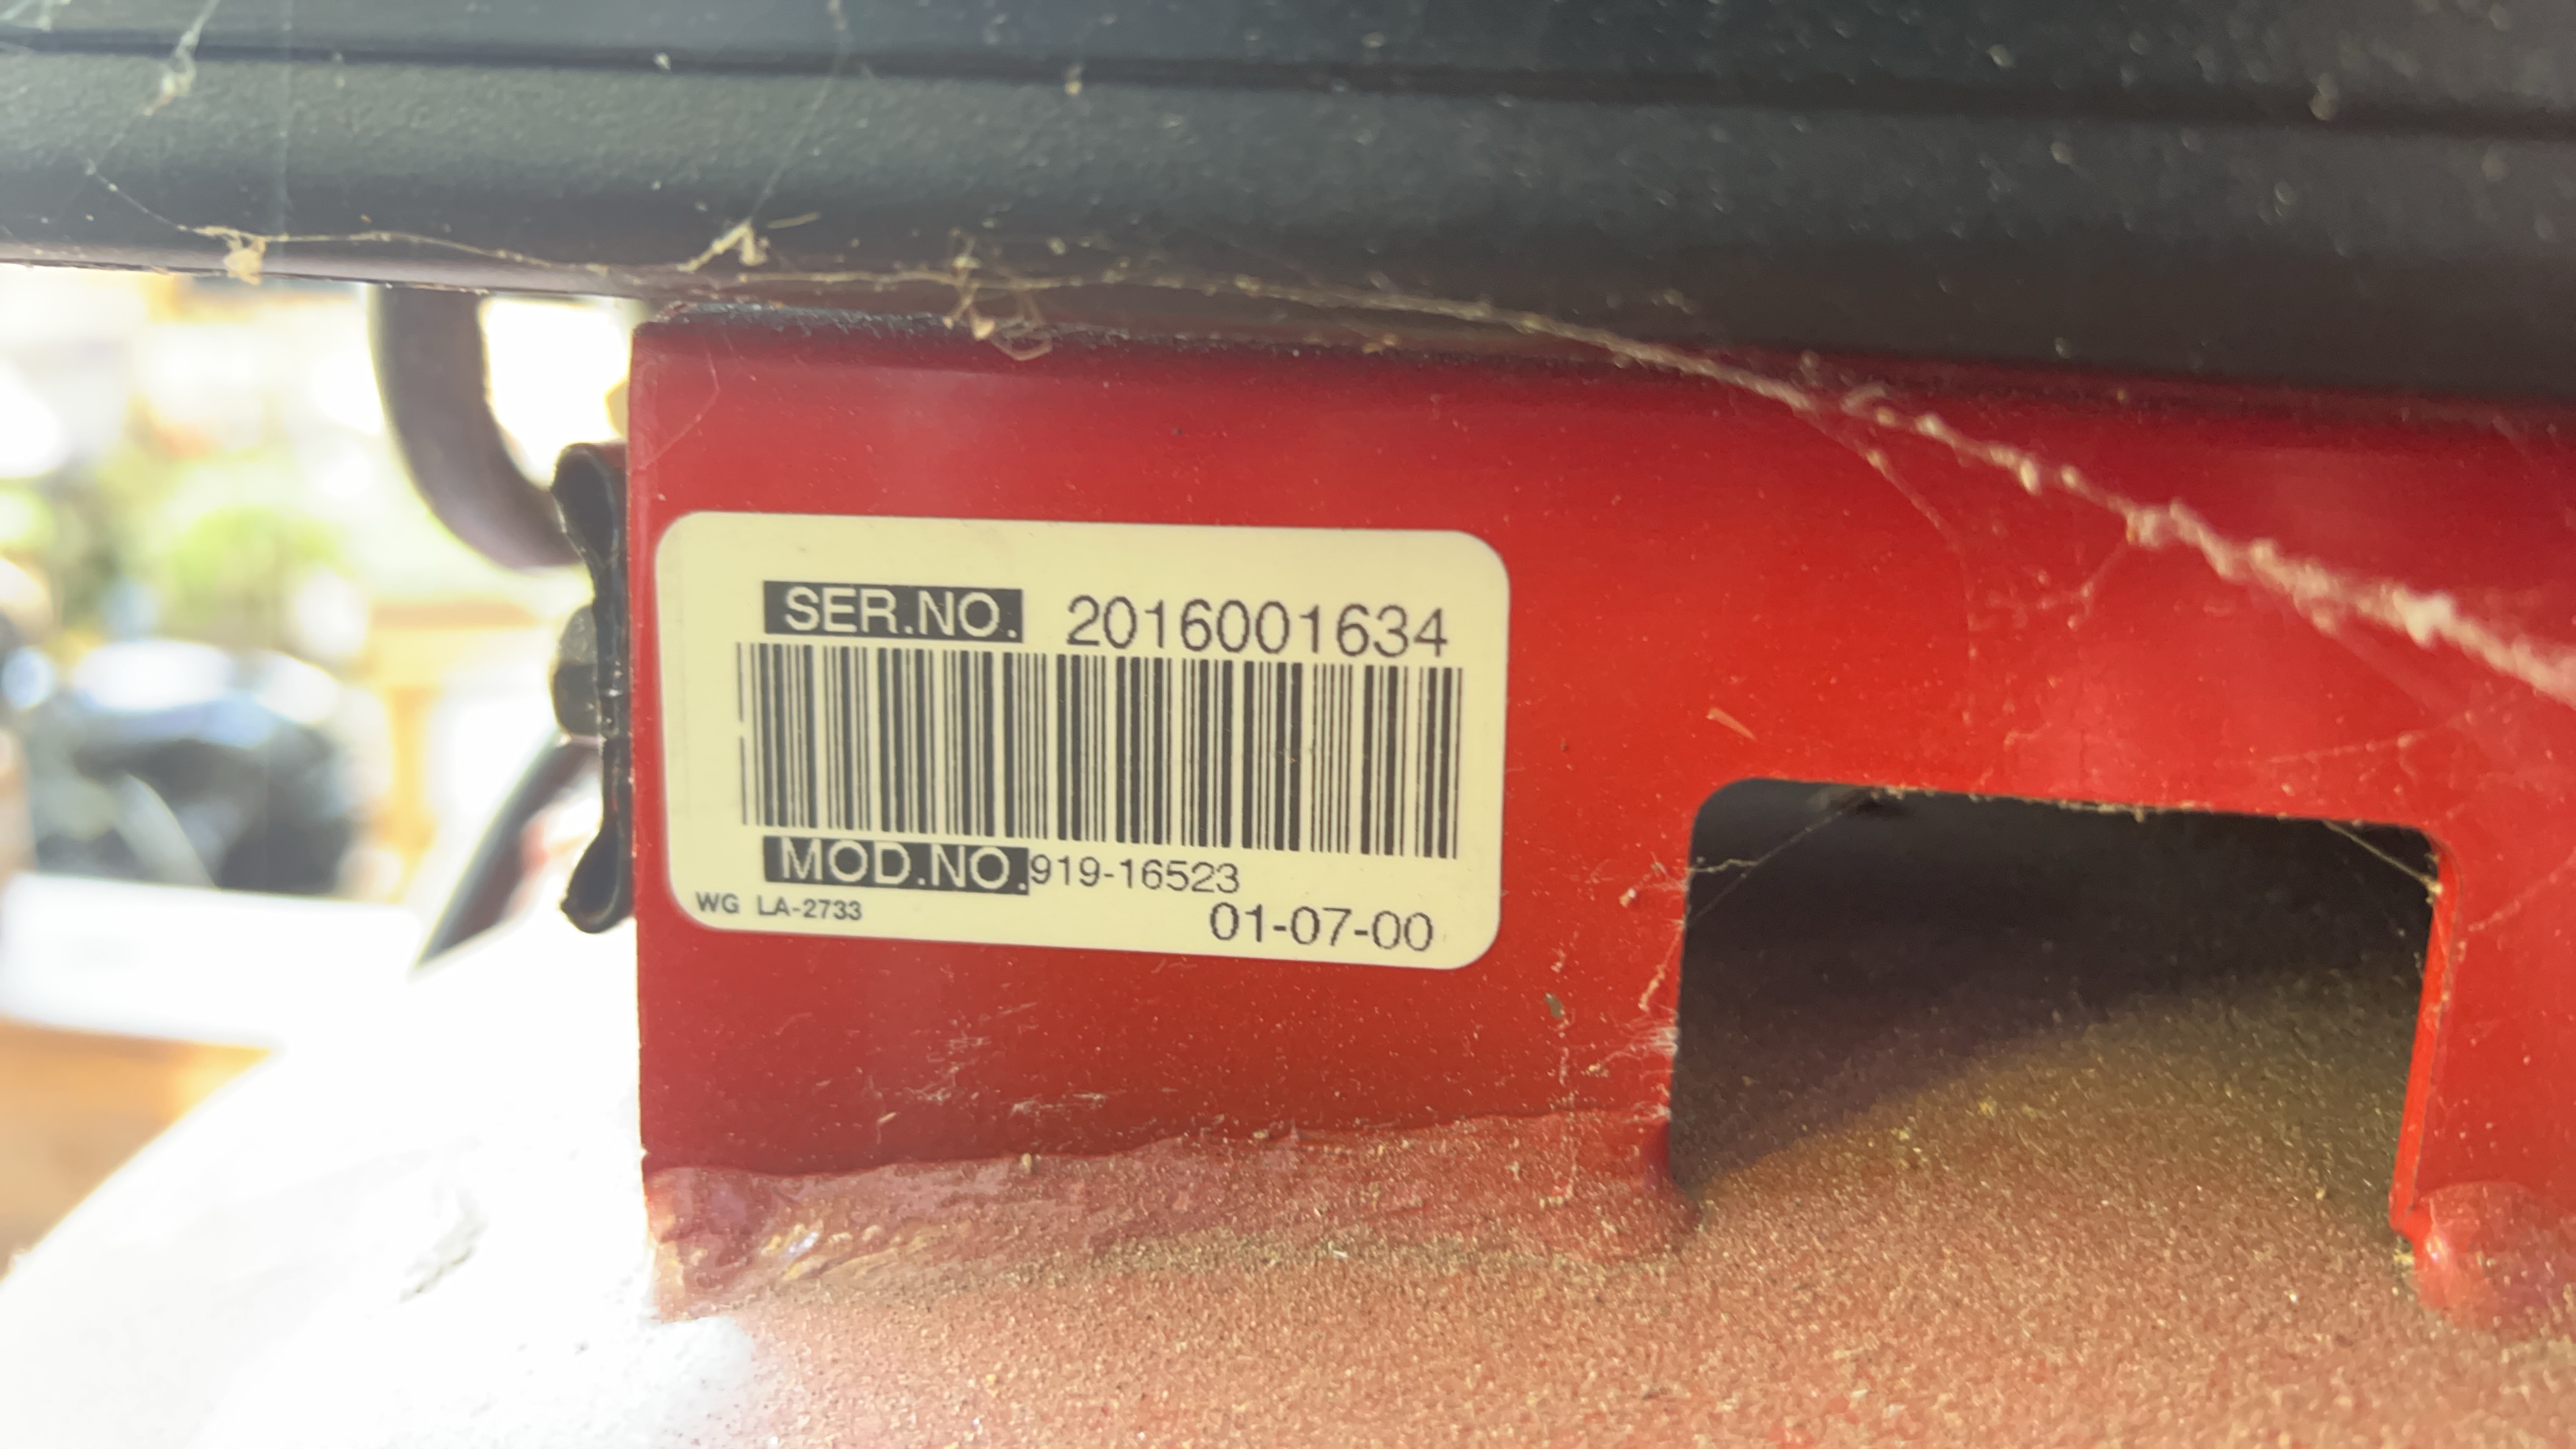 SER.NO. 2016001634
MOD.NO. 919-16523
WG LA-2733
01-07-00